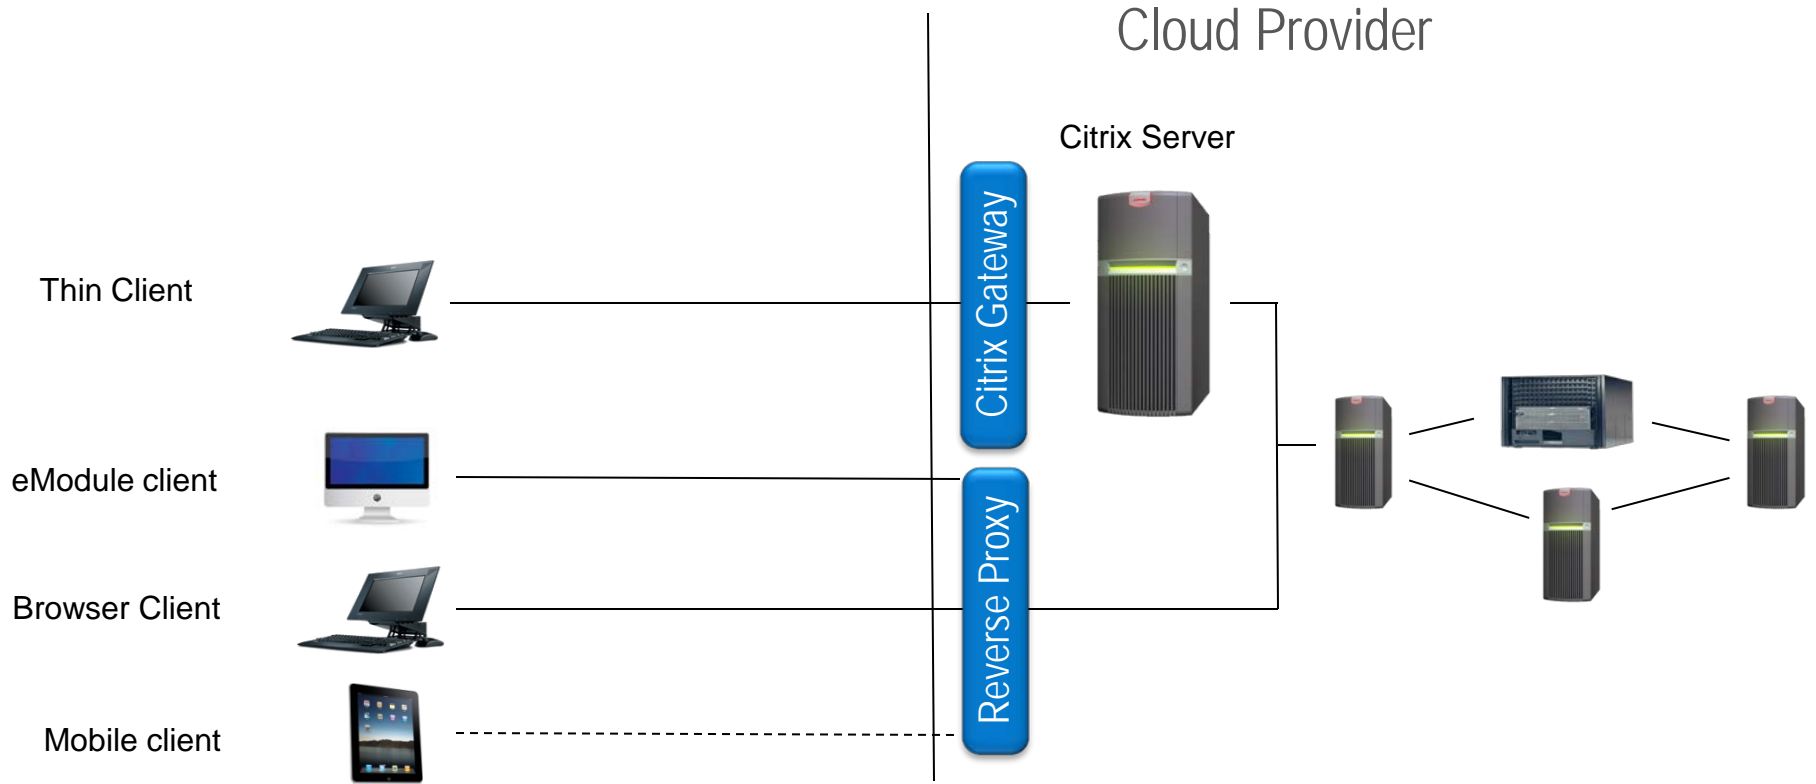 Cloud Provider
Citrix Server
Citrix Gateway
Thin Client
eModule client
Reverse Proxy
Browser Client
Mobile client